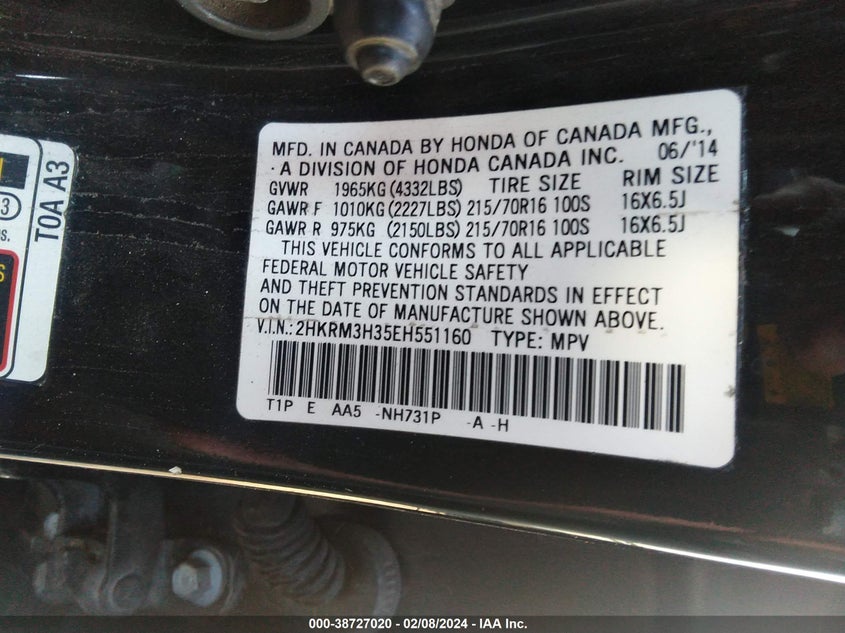 MFD. IN CANADA BY HONDA OF CANADA MFG.,
A DIVISION OF HONDA CANADA INC. 06/'14
GVWR 1965KG (4332LBS) TIRE SIZE RIM SIZE
GAWR F 1010KG (2227LBS) 215/70R16 100S 16X6.5J
GAWR R 975KG (2150LBS) 215/70R16 100S 16X6.5J
THIS VEHICLE CONFORMS TO ALL APPLICABLE
FEDERAL MOTOR VEHICLE SAFETY
AND THEFT PREVENTION STANDARDS IN EFFECT
ON THE DATE OF MANUFACTURE SHOWN ABOVE.
V.I.N.: 2HKRM3H35EH551160 TYPE: MPV
T1P E AA5 -NH731P -A -H
T0A A3
3
000-38727020 - 02/08/2024 - IAA Inc.